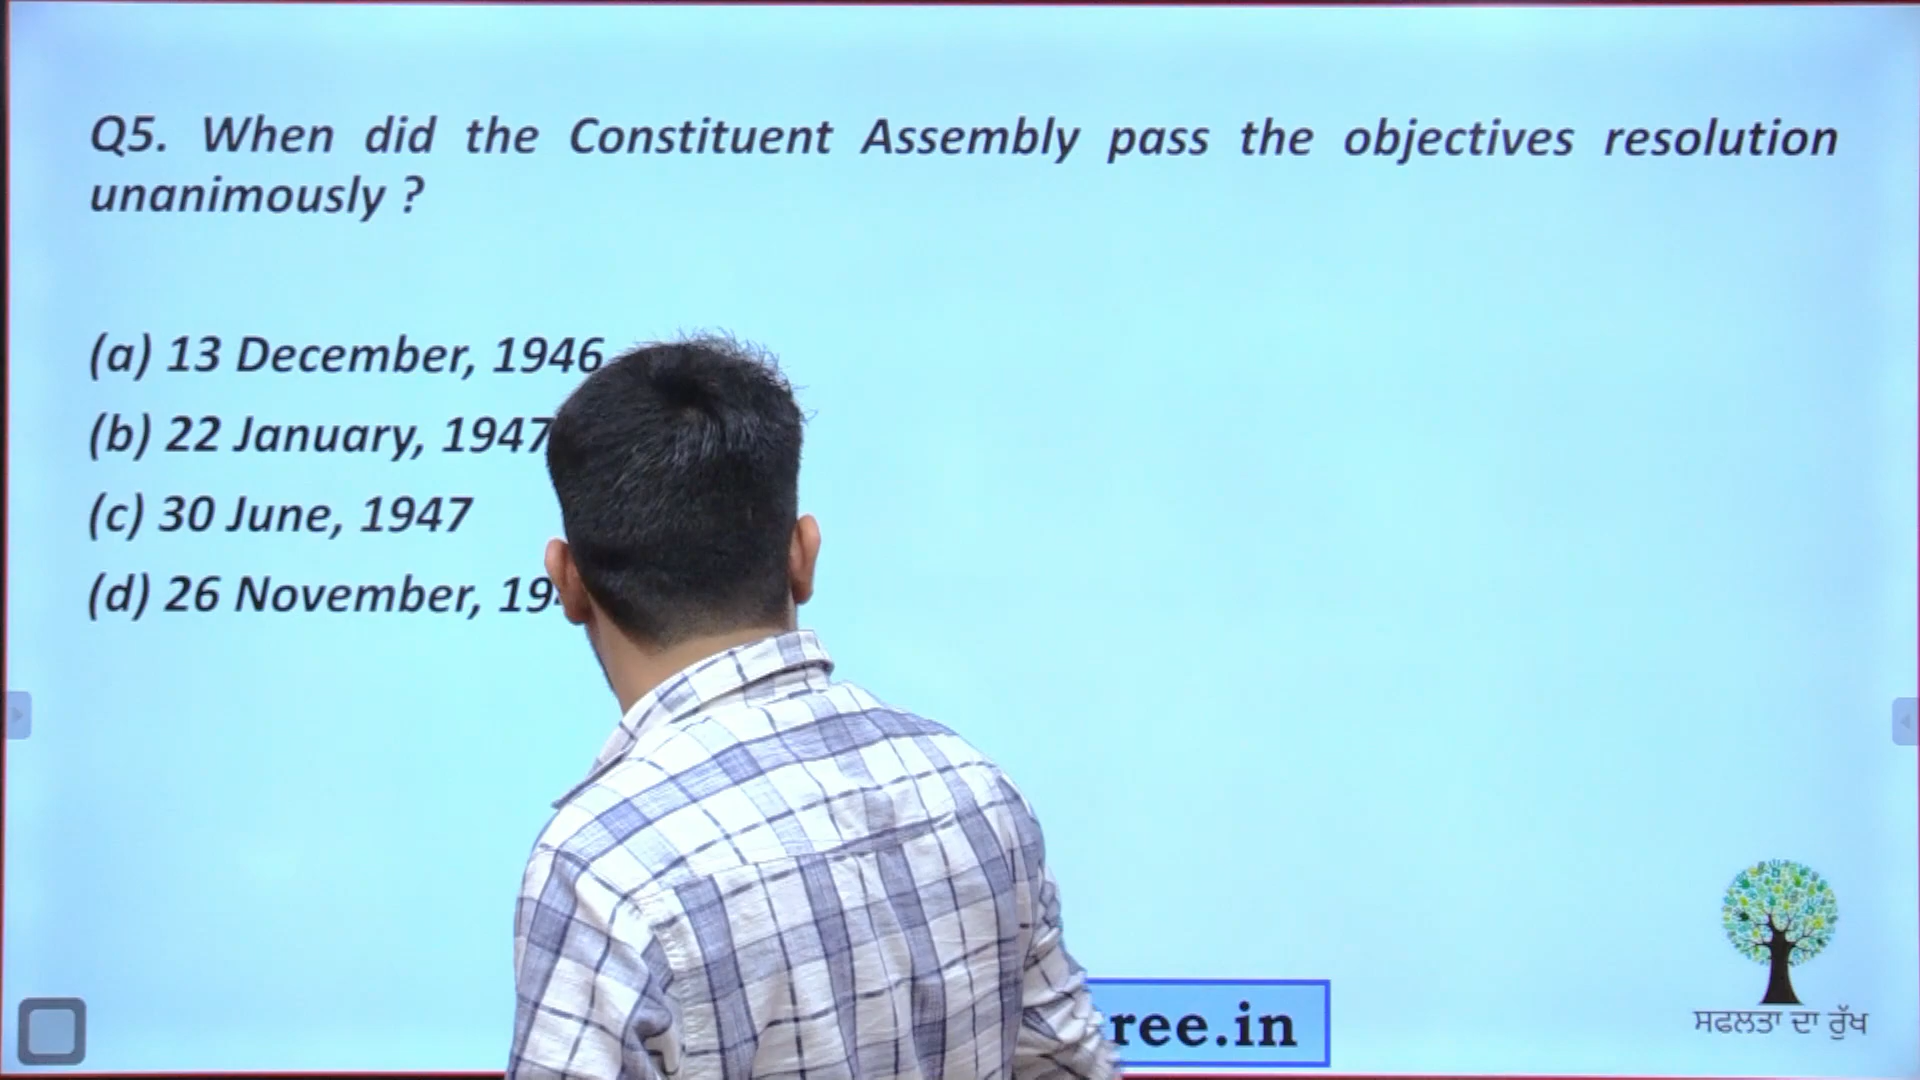 Q5. When did the Constituent Assembly pass the objectives resolution
unanimously ?
(a) 13 December, 1946
(b) 22 January, 1947
(c) 30 June, 1947
(d) 26 November,
ree.in
ਸਫਲਤਾ ਦਾ ਰੁੱਖ